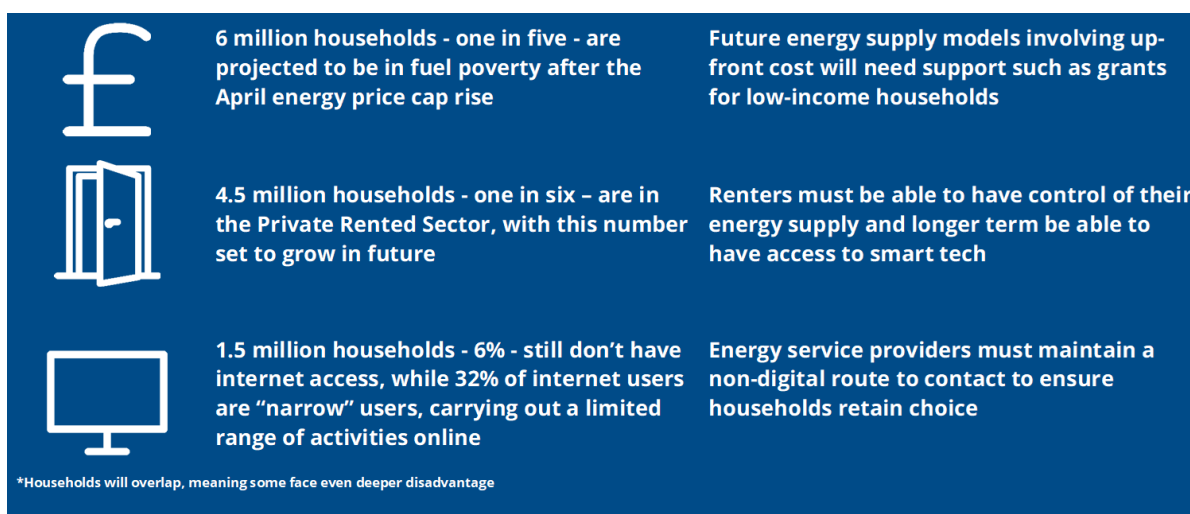 6 million households - one in five - are
projected to be in fuel poverty after the
April energy price cap rise
Future energy supply models involving up-
front cost will need support such as grants
for low-income households
4.5 million households - one in six – are in
the Private Rented Sector, with this number
set to grow in future
Renters must be able to have control of their
energy supply and longer term be able to
have access to smart tech
1.5 million households - 6% - still don’t have
internet access, while 32% of internet users
are “narrow” users, carrying out a limited
range of activities online
Energy service providers must maintain a
non-digital route to contact to ensure
households retain choice
*Households will overlap, meaning some face even deeper disadvantage